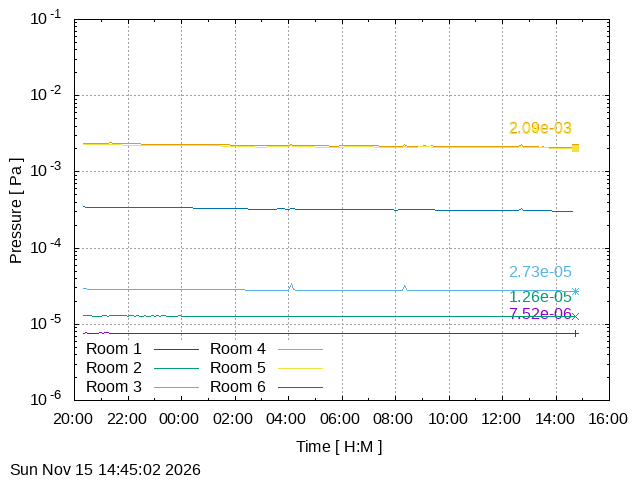 10^-1
10^-2
10^-3
10^-4
10^-5
10^-6
Pressure [ Pa ]
2.09e-03
2.73e-05
1.26e-05
7.52e-06
Room 1 Room 4
Room 2 Room 5
Room 3 Room 6
20:00 22:00 00:00 02:00 04:00 06:00 08:00 10:00 12:00 14:00 16:00
Time [ H:M ]
Sun Nov 15 14:45:02 2026